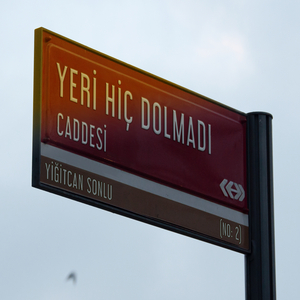 YERİ HİÇ DOLMADI
CADDESİ
YİĞİTCAN SONLU
(NO: 2)